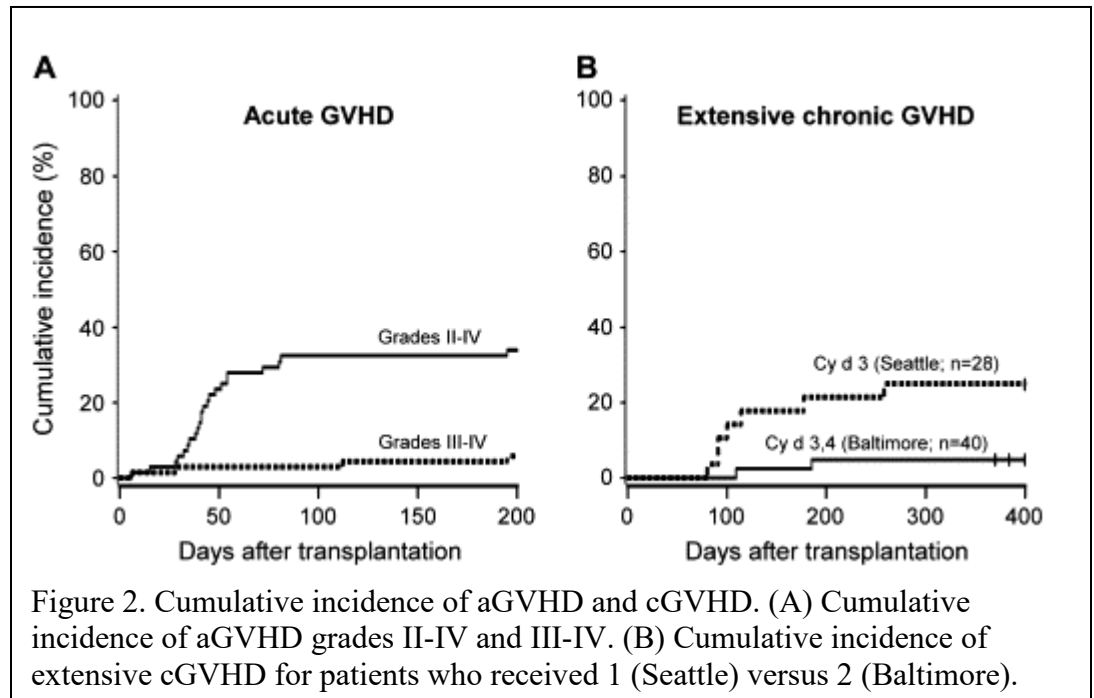 A
Acute GVHD
Cumulative incidence (%)
100
80
60
40
20
0
Grades II-IV
Grades III-IV
0 50 100 150 200
Days after transplantation
B
Extensive chronic GVHD
100
80
60
40
20
0
Cy d 3 (Seattle; n=28)
Cy d 3,4 (Baltimore; n=40)
0 100 200 300 400
Days after transplantation
Figure 2. Cumulative incidence of aGVHD and cGVHD. (A) Cumulative
incidence of aGVHD grades II-IV and III-IV. (B) Cumulative incidence of
extensive cGVHD for patients who received 1 (Seattle) versus 2 (Baltimore).